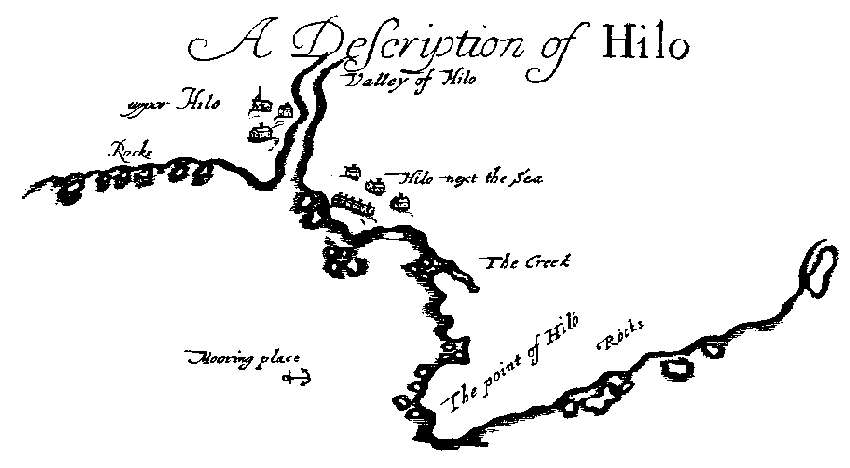 A Description of Hilo
Valley of Hilo
upper Hilo
Rocks
Hilo next the Sea
The Creek
Mooring place
The point of Hilo
Rocks